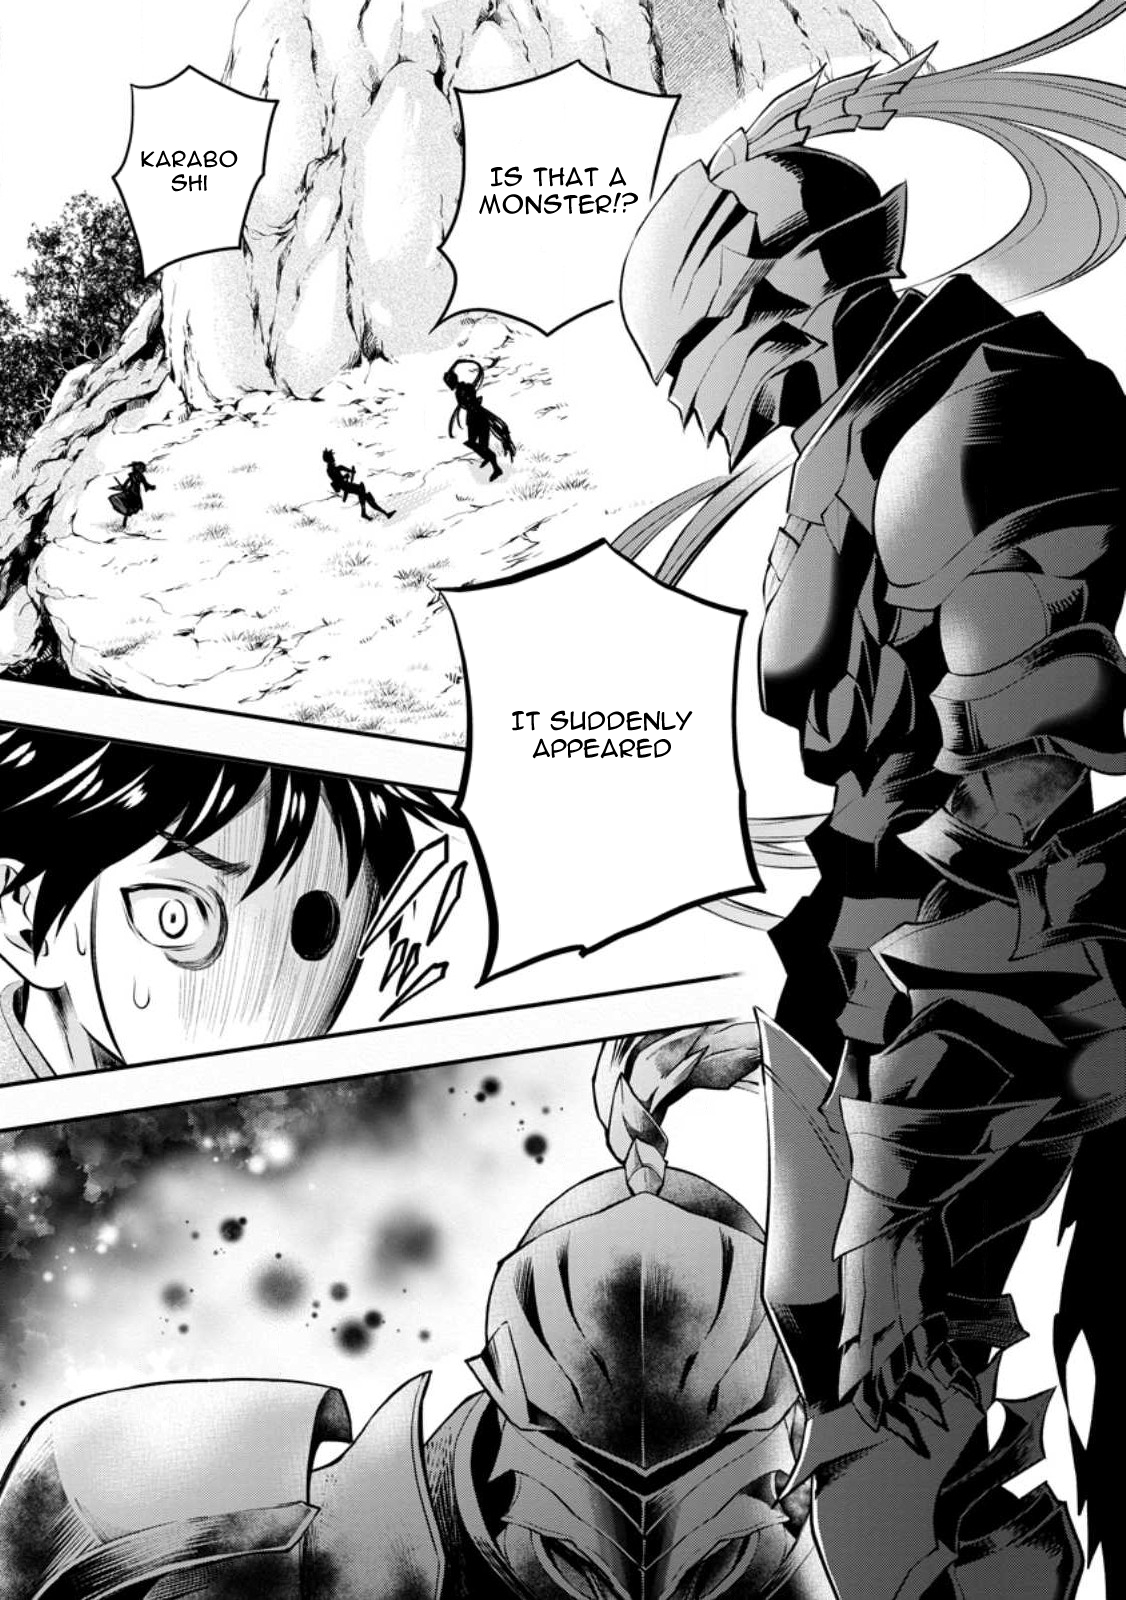 IS THAT A
MONSTER!?
KARABO
SHI
IT SUDDENLY
APPEARED